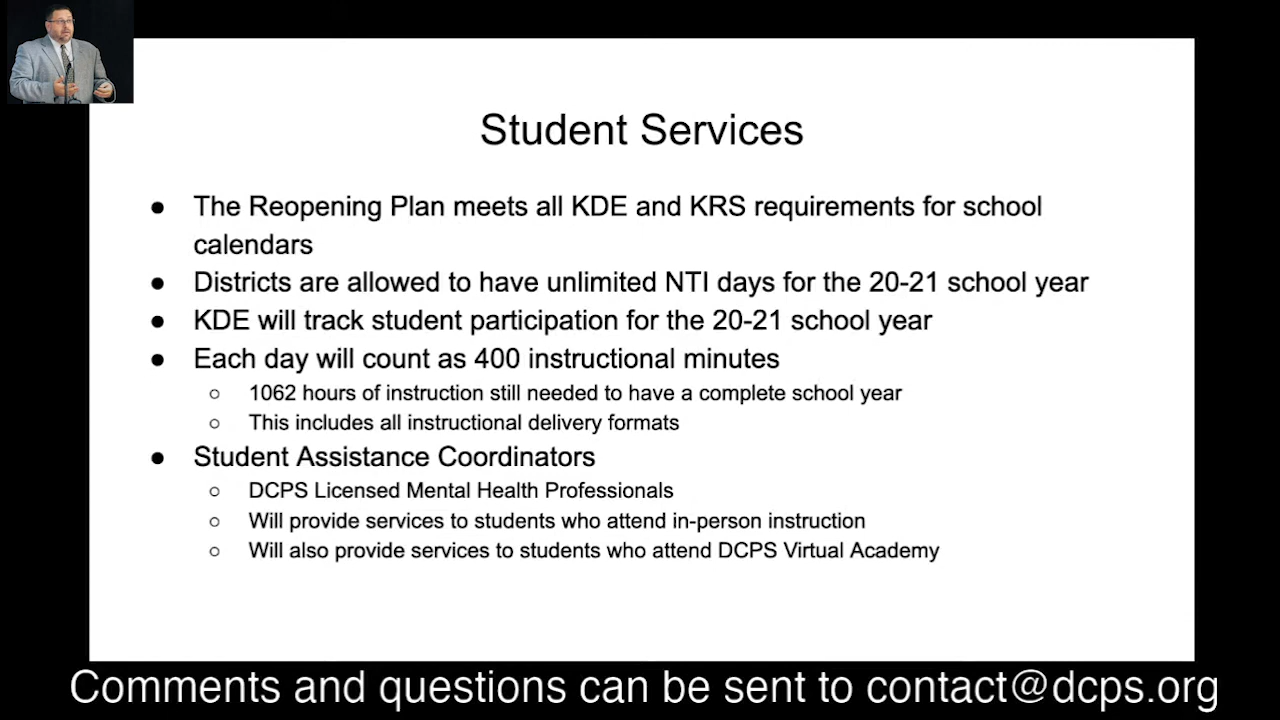 Student Services
● The Reopening Plan meets all KDE and KRS requirements for school
calendars
● Districts are allowed to have unlimited NTI days for the 20-21 school year
● KDE will track student participation for the 20-21 school year
● Each day will count as 400 instructional minutes
○ 1062 hours of instruction still needed to have a complete school year
○ This includes all instructional delivery formats
● Student Assistance Coordinators
○ DCPS Licensed Mental Health Professionals
○ Will provide services to students who attend in-person instruction
○ Will also provide services to students who attend DCPS Virtual Academy
Comments and questions can be sent to contact@dcps.org